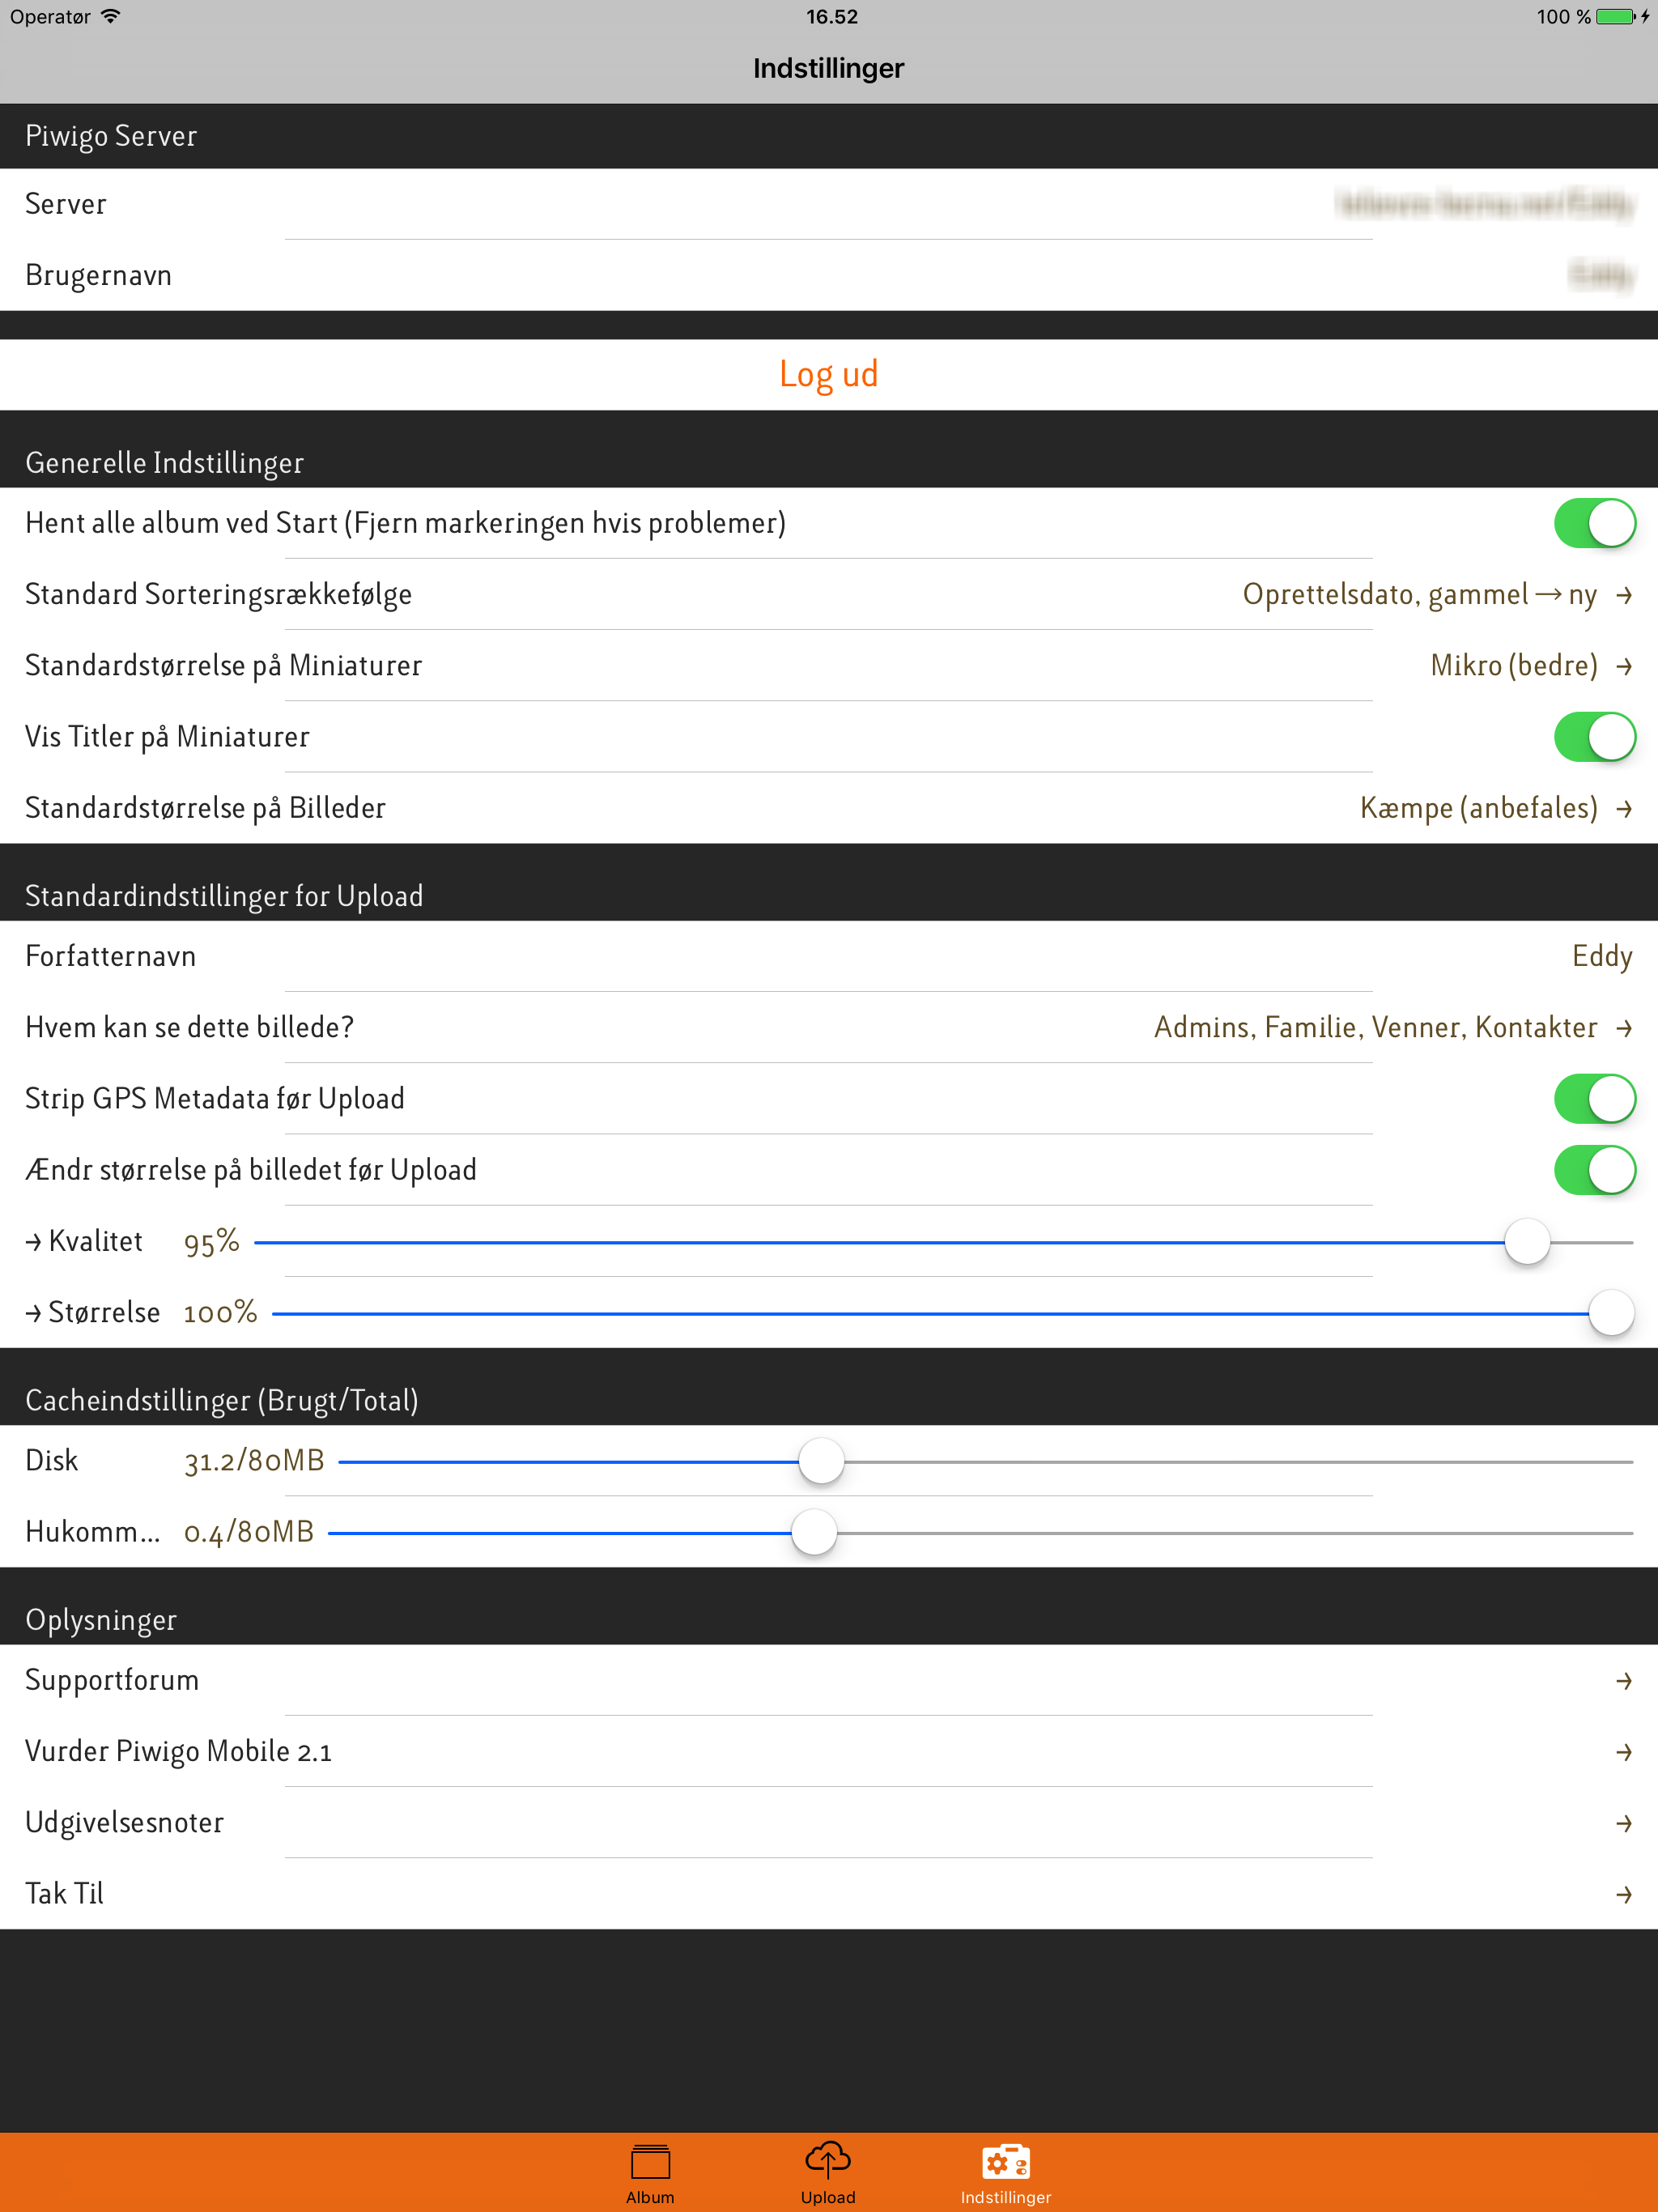 Operatør 16.52 100 %
Indstillinger
Piwigo Server
Server
Brugernavn
Log ud
Generelle Indstillinger
Hent alle album ved Start (Fjern markeringen hvis problemer)
Standard Sorteringsrækkefølge Oprettelsdato, gammel → ny →
Standardstørrelse på Miniaturer Mikro (bedre) →
Vis Titler på Miniaturer
Standardstørrelse på Billeder Kæmpe (anbefales) →
Standardindstillinger for Upload
Forfatternavn Eddy
Hvem kan se dette billede? Admins, Familie, Venner, Kontakter →
Strip GPS Metadata før Upload
Ændr størrelse på billedet før Upload
→ Kvalitet 95%
→ Størrelse 100%
Cacheindstillinger (Brugt/Total)
Disk 31.2/80MB
Hukomm... 0.4/80MB
Oplysninger
Supportforum →
Vurder Piwigo Mobile 2.1 →
Udgivelsesnoter →
Tak Til →
Album Upload Indstillinger